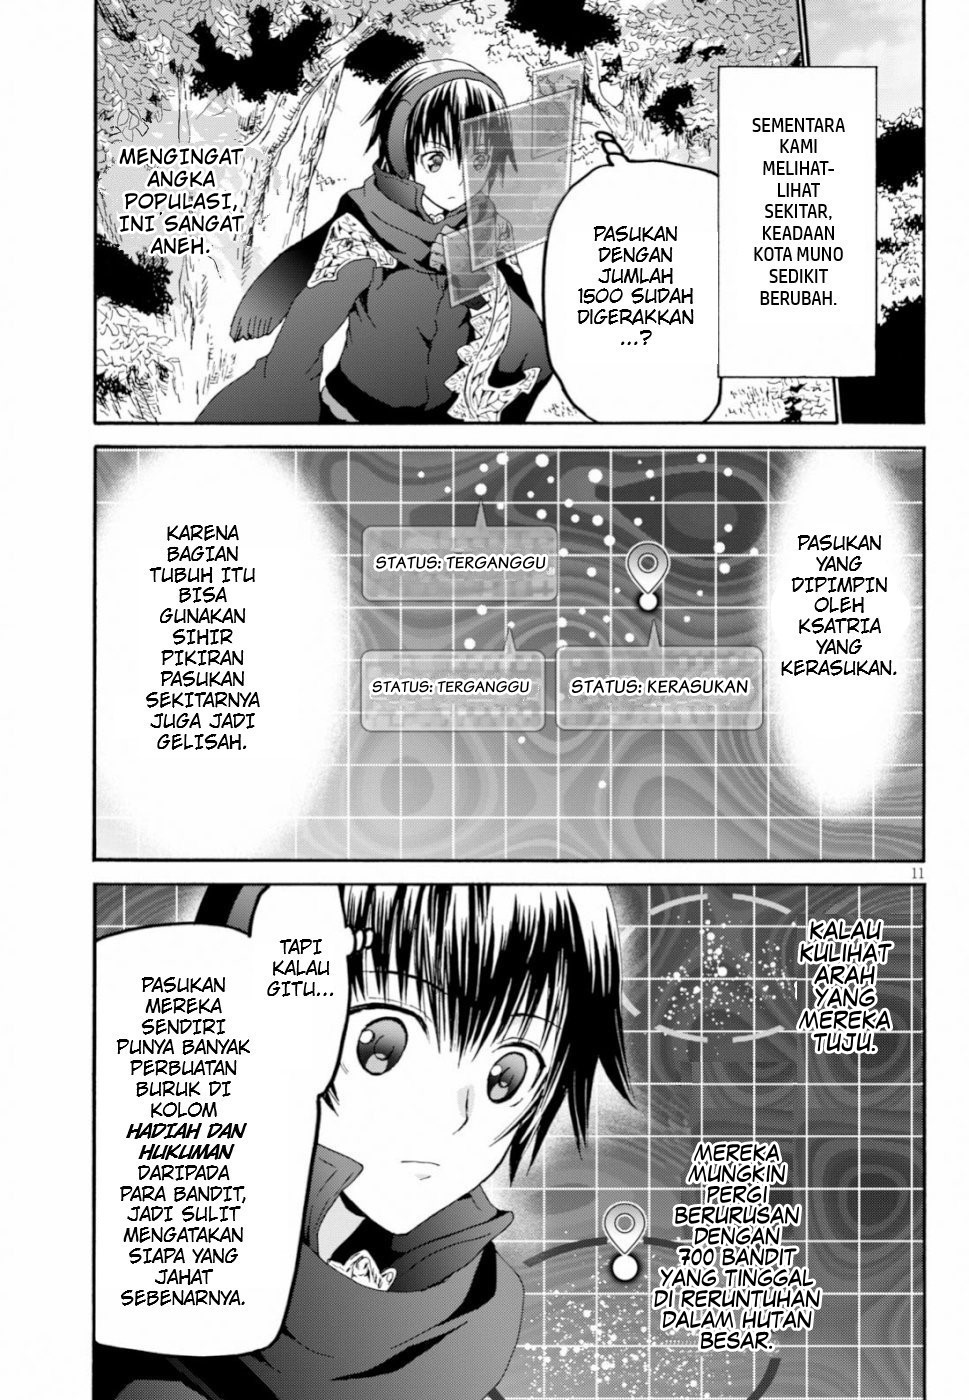 SEMENTARA
KAMI
MELIHAT-
LIHAT
SEKITAR,
KEADAAN
KOTA MUNO
SEDIKIT
BERUBAH.
PASUKAN
DENGAN
JUMLAH
1500 SUDAH
DIGERAKKAN
...?
MENGINGAT
ANGKA
POPULASI,
INI SANGAT
ANEH.
PASUKAN
YANG
DIPIMPIN
OLEH
KSATRIA
YANG
KERASUKAN.
STATUS: TERGANGGU
STATUS: KERASUKAN
STATUS: TERGANGGU
KARENA
BAGIAN
TUBUH ITU
BISA
GUNAKAN
SIHIR
PIKIRAN
PASUKAN
SEKITARNYA
JUGA JADI
GELISAH.
11
KALAU
KULIHAT
ARAH
YANG
MEREKA
TUJU.
MEREKA
MUNGKIN
PERGI
BERURUSAN
DENGAN
700 BANDIT
YANG TINGGAL
DI RERUNTUHAN
DALAM HUTAN
BESAR.
TAPI
KALAU
GITU...
PASUKAN
MEREKA
SENDIRI
PUNYA BANYAK
PERBUATAN
BURUK DI
KOLOM
HADIAH DAN
HUKUMAN
DARIPADA
PARA BANDIT,
JADI SULIT
MENGATAKAN
SIAPA YANG
JAHAT
SEBENARNYA.